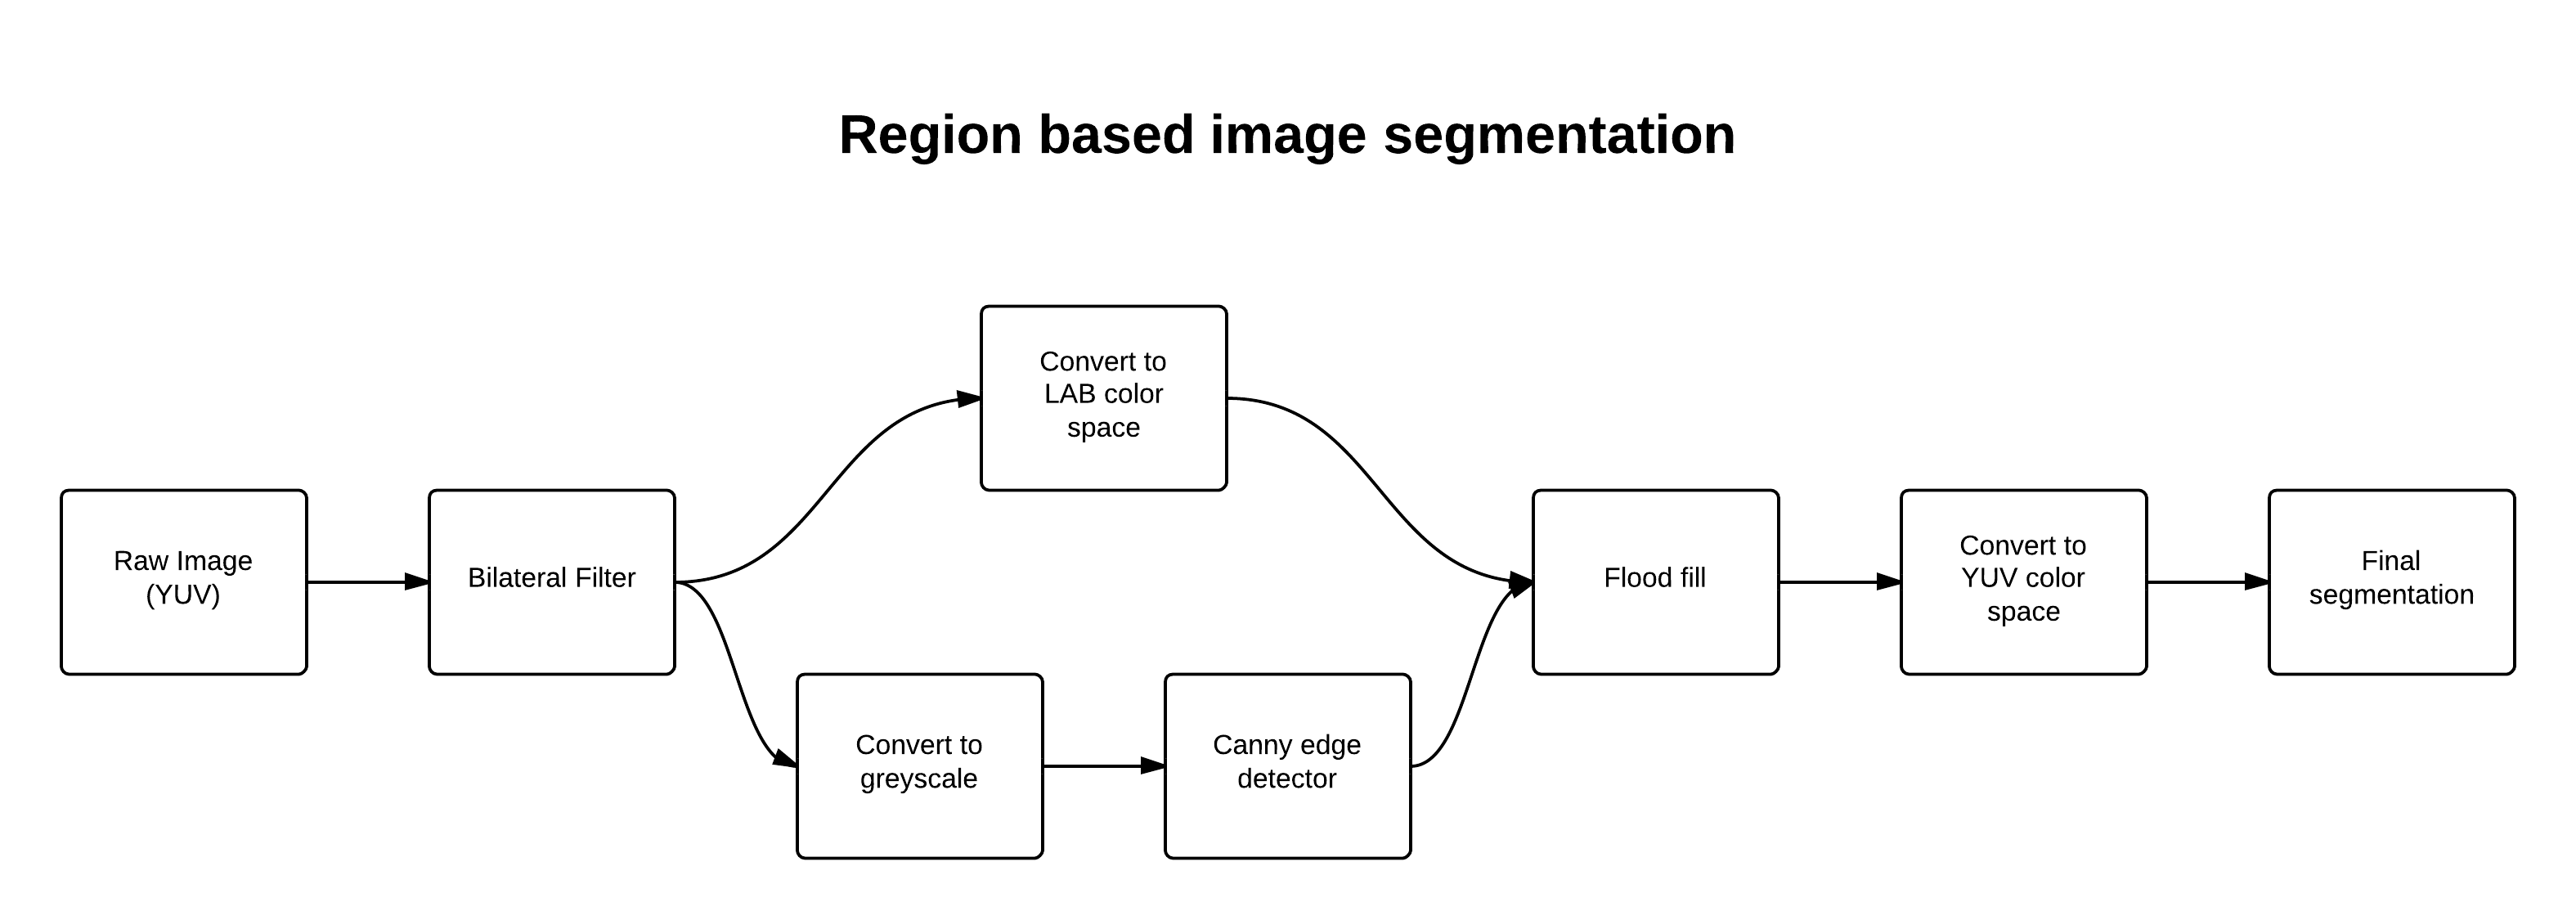 Region based image segmentation
Raw Image
(YUV)
Bilateral Filter
Convert to
LAB color
space
Convert to
greyscale
Canny edge
detector
Flood fill
Convert to
YUV color
space
Final
segmentation